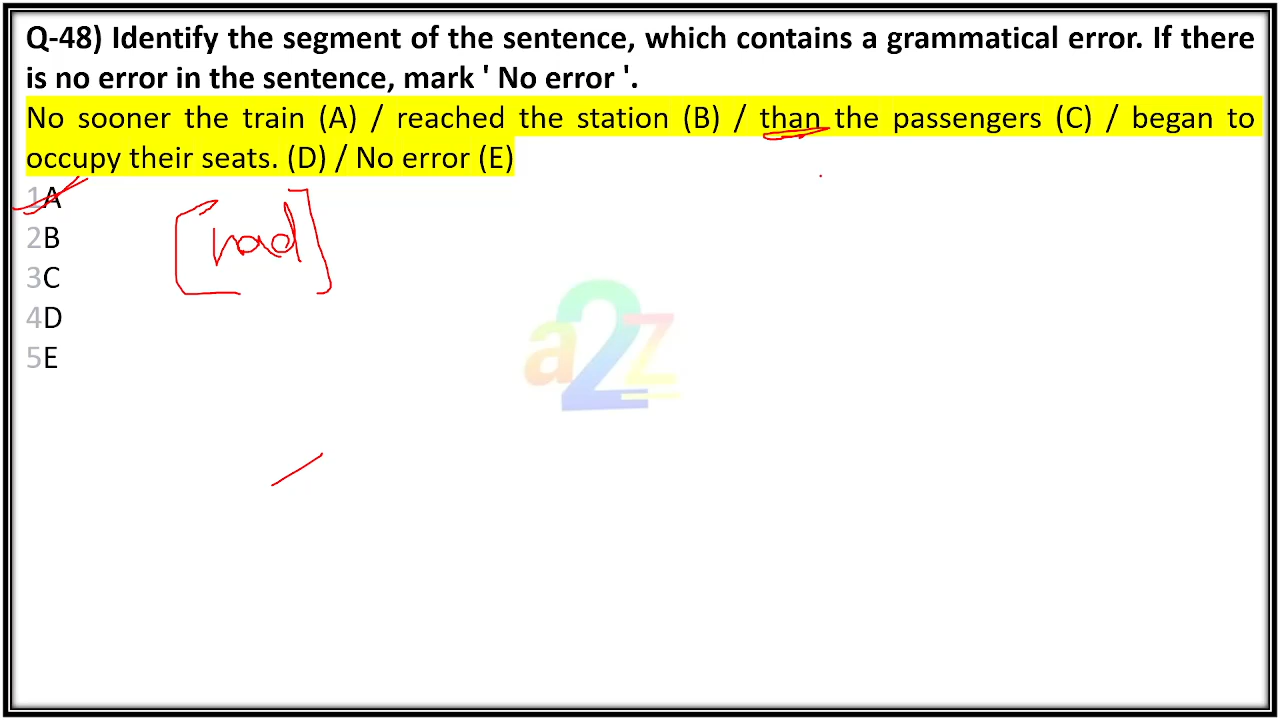 Q-48) Identify the segment of the sentence, which contains a grammatical error. If there
is no error in the sentence, mark ' No error '.
No sooner the train (A) / reached the station (B) / than the passengers (C) / began to
occupy their seats. (D) / No error (E)
1A
2B
3C
4D
5E
[had]
a2z